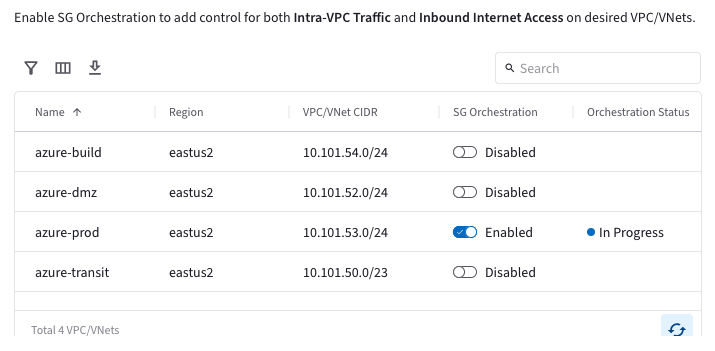 Enable SG Orchestration to add control for both Intra-VPC Traffic and Inbound Internet Access on desired VPC/VNets.
Search
Name Region VPC/VNet CIDR SG Orchestration Orchestration Status
azure-build eastus2 10.101.54.0/24 Disabled
azure-dmz eastus2 10.101.52.0/24 Disabled
azure-prod eastus2 10.101.53.0/24 Enabled In Progress
azure-transit eastus2 10.101.50.0/23 Disabled
Total 4 VPC/VNets